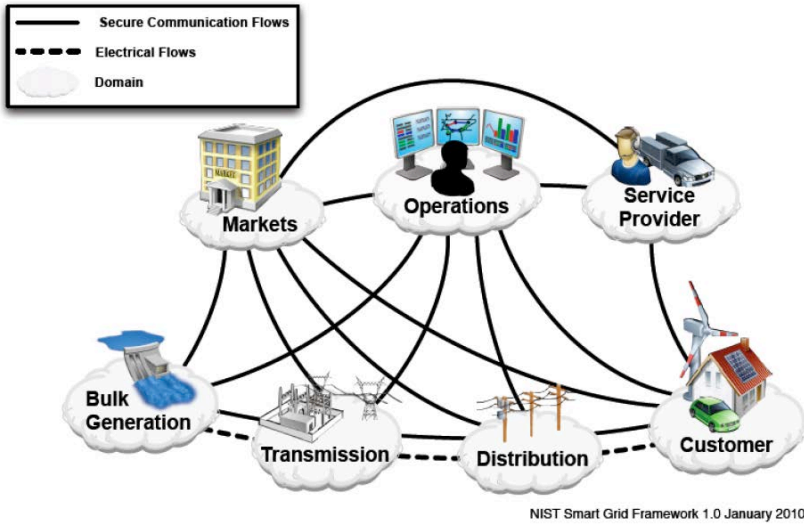 Secure Communication Flows
Electrical Flows
Domain
MARKET
Markets
Operations
Service
Provider
Bulk
Generation
Transmission
Distribution
Customer
NIST Smart Grid Framework 1.0 January 2010